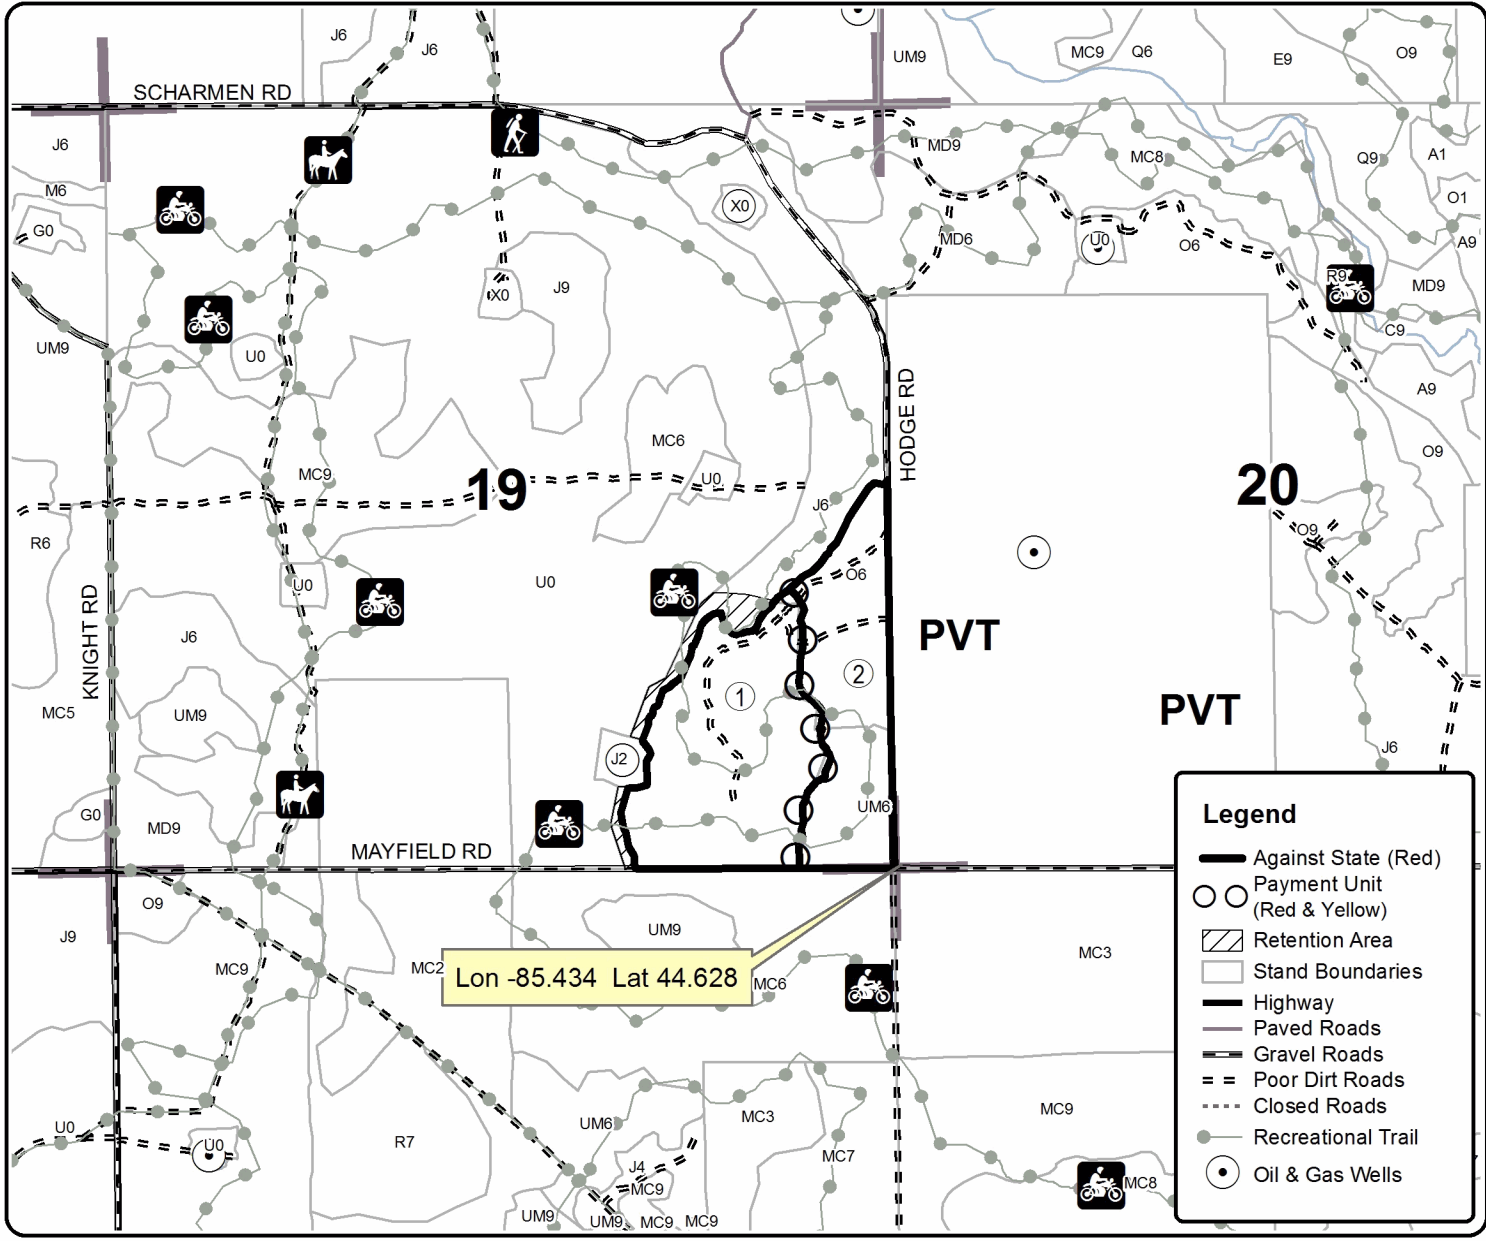 J6
J6
UM9
MC9
Q6
E9
O9
SCHARMEN RD
J6
MD9
MC8
Q9
A1
M6
X0
O1
G0
MD6
U0
O6
A9
X0
J9
R9
MD9
UM9
U0
C9
HODGE RD
A9
MC6
O9
MC9
19
U0
20
J6
R6
O9
U0
U0
O6
KNIGHT RD
J6
PVT
1
2
MC5
UM9
PVT
J2
J6
G0
MD9
UM6
MAYFIELD RD
O9
J9
UM9
MC9
MC2
Lon -85.434 Lat 44.628
MC6
MC3
U0
U0
R7
UM6
MC3
MC9
MC7
J4
MC9
MC8
UM9
UM9
MC9
MC9
Legend
Against State (Red)
Payment Unit
(Red & Yellow)
Retention Area
Stand Boundaries
Highway
Paved Roads
Gravel Roads
Poor Dirt Roads
Closed Roads
Recreational Trail
Oil & Gas Wells